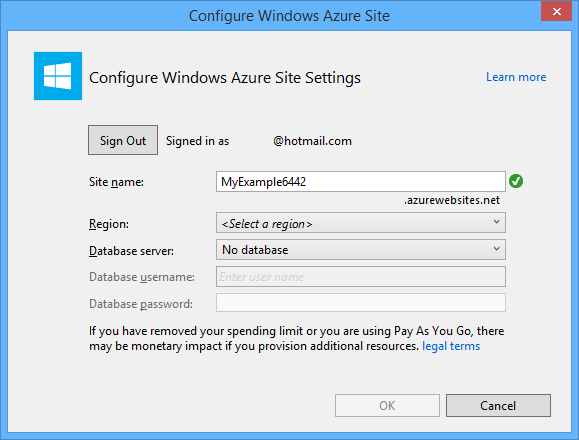 Configure Windows Azure Site
Configure Windows Azure Site Settings
Learn more
Sign Out Signed in as @hotmail.com
Site name: MyExample6442
.azurewebsites.net
Region: <Select a region>
Database server: No database
Database username: Enter user name
Database password:
If you have removed your spending limit or you are using Pay As You Go, there
may be monetary impact if you provision additional resources. legal terms
OK Cancel